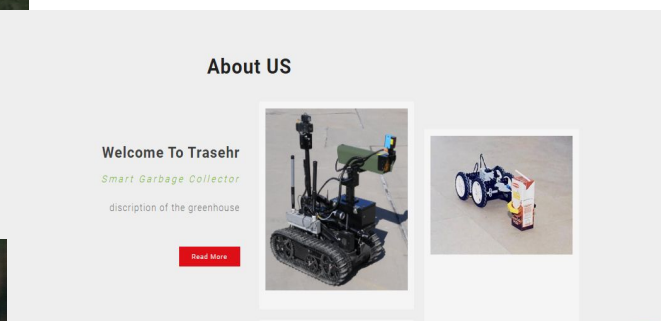 About US
Welcome To Trasehr
Smart Garbage Collector
discription of the greenhouse
Read More